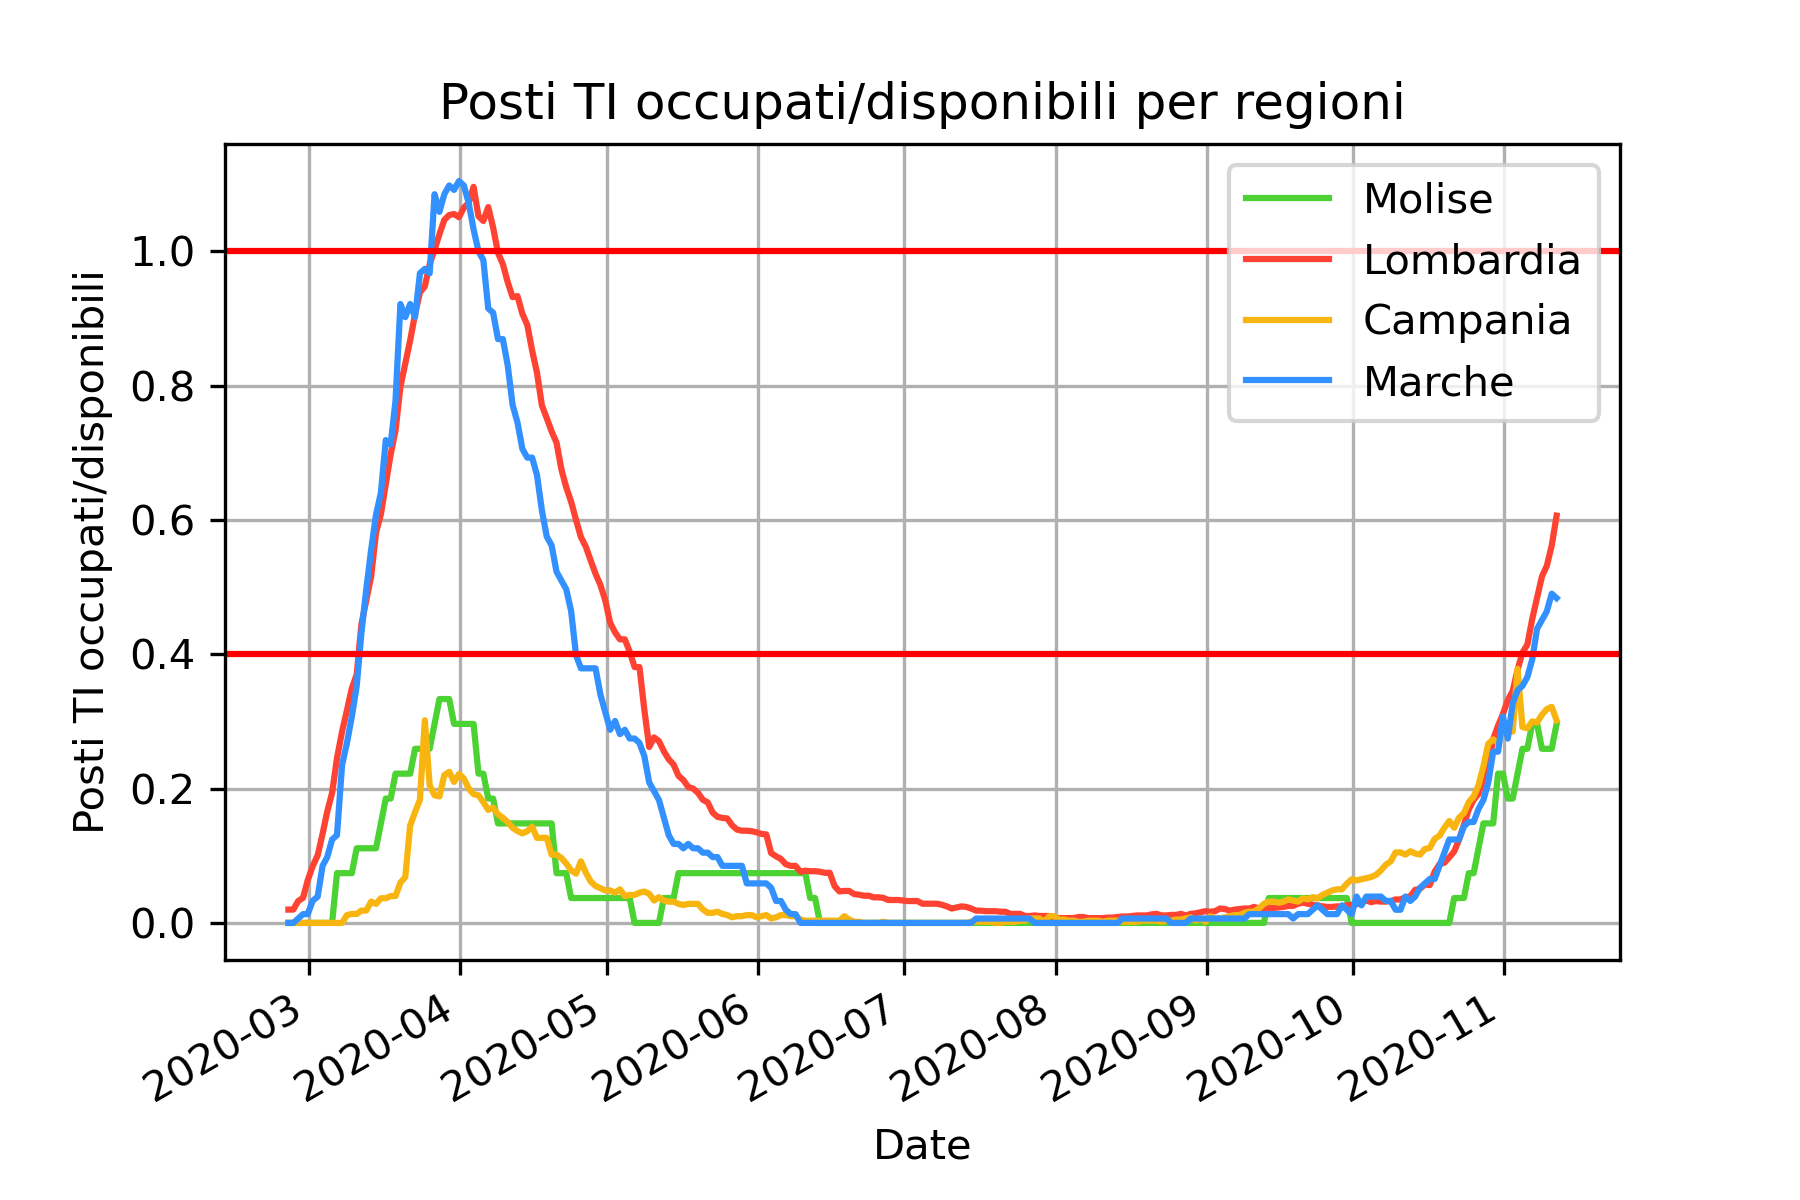 Posti TI occupati/disponibili per regioni
Molise
Lombardia
Campania
Marche
Posti TI occupati/disponibili
1.0
0.8
0.6
0.4
0.2
0.0
2020-03
2020-04
2020-05
2020-06
2020-07
2020-08
2020-09
2020-10
2020-11
Date